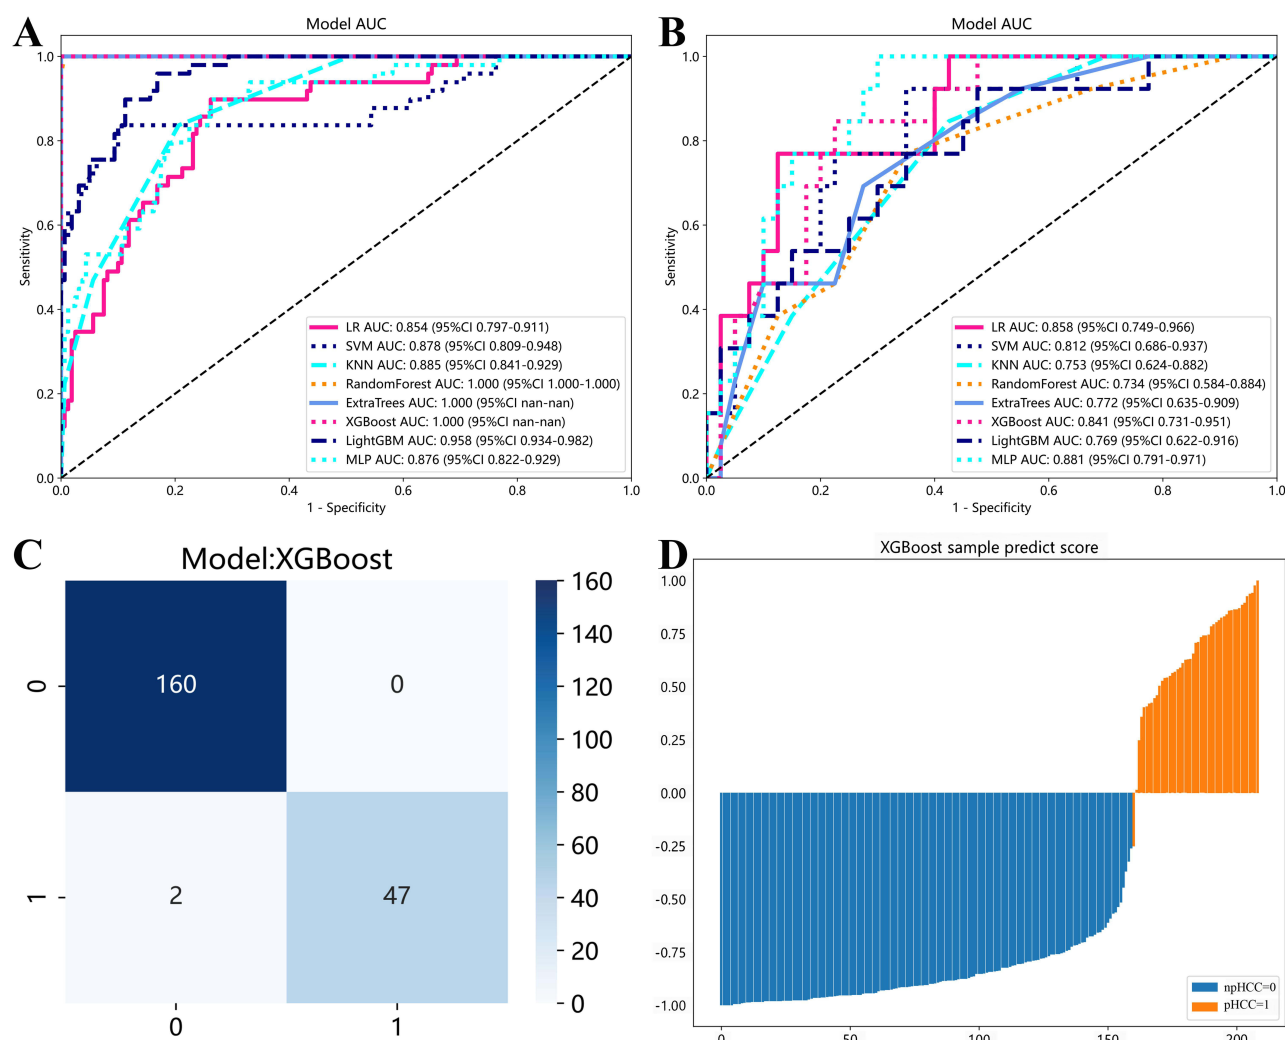 A
Model AUC
1.0
0.8
0.6
0.4
0.2
0.0
Sensitivity
LR AUC: 0.854 (95%CI 0.797-0.911)
SVM AUC: 0.878 (95%CI 0.809-0.948)
KNN AUC: 0.885 (95%CI 0.841-0.929)
RandomForest AUC: 1.000 (95%CI 1.000-1.000)
ExtraTrees AUC: 1.000 (95%CI nan-nan)
XGBoost AUC: 1.000 (95%CI nan-nan)
LightGBM AUC: 0.958 (95%CI 0.934-0.982)
MLP AUC: 0.876 (95%CI 0.822-0.929)
0.0 0.2 0.4 0.6 0.8 1.0
1 - Specificity
B
Model AUC
1.0
0.8
0.6
0.4
0.2
0.0
Sensitivity
LR AUC: 0.858 (95%CI 0.749-0.966)
SVM AUC: 0.812 (95%CI 0.686-0.937)
KNN AUC: 0.753 (95%CI 0.624-0.882)
RandomForest AUC: 0.734 (95%CI 0.584-0.884)
ExtraTrees AUC: 0.772 (95%CI 0.635-0.909)
XGBoost AUC: 0.841 (95%CI 0.731-0.951)
LightGBM AUC: 0.769 (95%CI 0.622-0.916)
MLP AUC: 0.881 (95%CI 0.791-0.971)
0.0 0.2 0.4 0.6 0.8 1.0
1 - Specificity
C
Model:XGBoost
0
1
160 0
2 47
0 1
160
140
120
100
80
60
40
20
0
D
XGBoost sample predict score
1.00
0.75
0.50
0.25
0.00
-0.25
-0.50
-0.75
-1.00
npHCC=0
pHCC=1
0 50 100 150 200